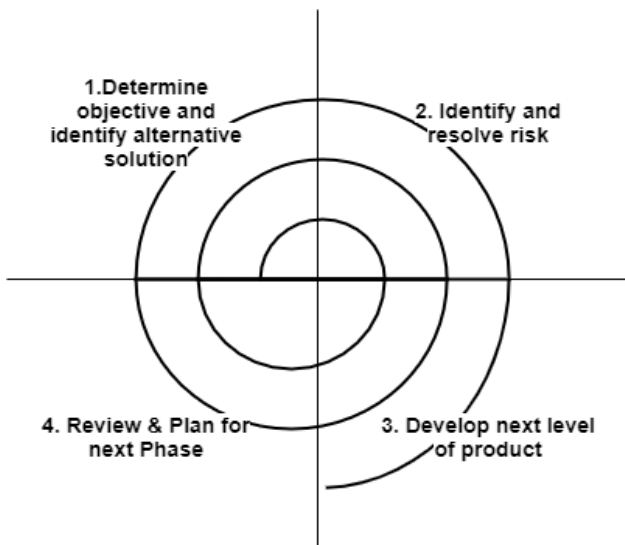 1.Determine
objective and
identify alternative
solution
2. Identify and
resolve risk
4. Review & Plan for
next Phase
3. Develop next level
of product